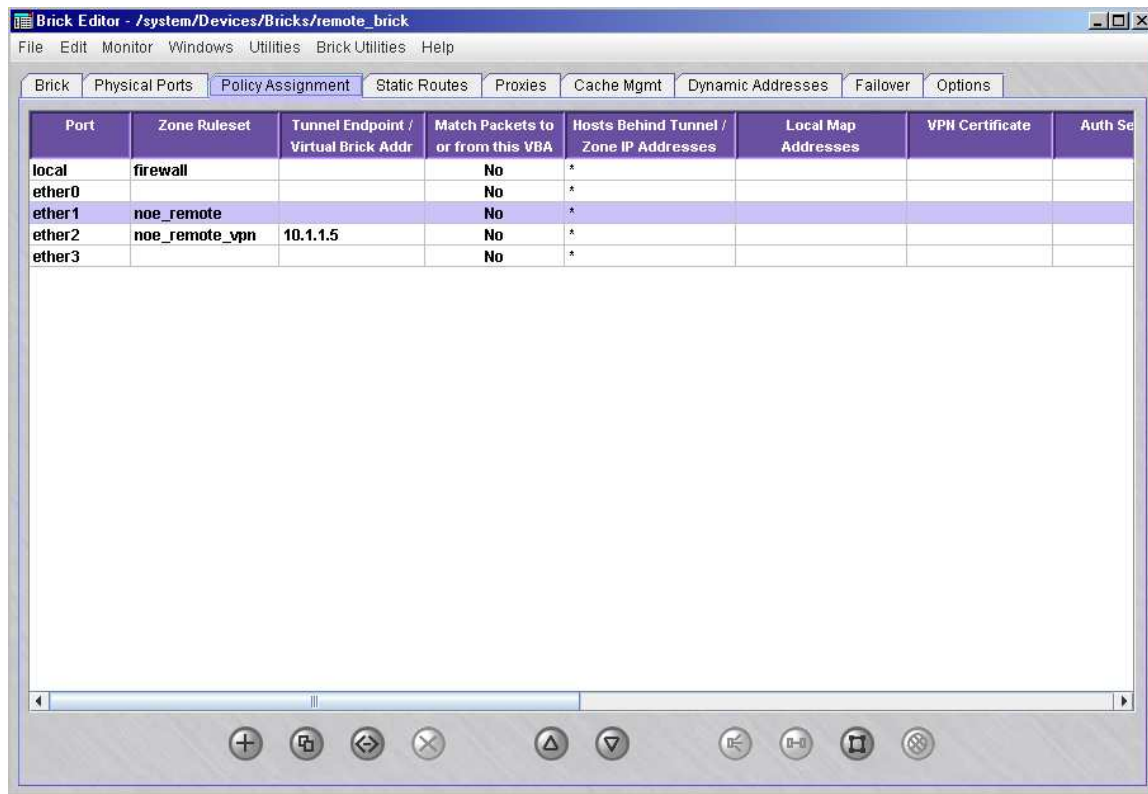 Brick Editor - /system/Devices/Bricks/remote_brick
File Edit Monitor Windows Utilities Brick Utilities Help
Brick Physical Ports Policy Assignment Static Routes Proxies Cache Mgmt Dynamic Addresses Failover Options
Port Zone Ruleset Tunnel Endpoint / Match Packets to Hosts Behind Tunnel / Local Map VPN Certificate Auth Se
Virtual Brick Addr or from this VBA Zone IP Addresses Addresses
local firewall No *
ether0 No *
ether1 noe_remote No *
ether2 noe_remote_vpn 10.1.1.5 No *
ether3 No *